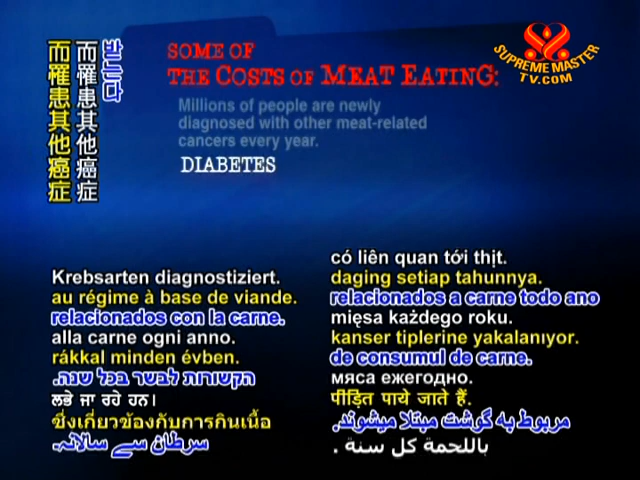 받는다
而罹患其他癌症
而罹患其他癌症
SOME OF
THE COSTS OF MEAT EATING:
Millions of people are newly
diagnosed with other meat-related
cancers every year.
DIABETES
SUPREME MASTER
TV.COM
Krebsarten diagnostiziert.
au régime à base de viande.
relacionados con la carne.
alla carne ogni anno.
rákkal minden évben.
הקשורות לבשר בכל שנה.
ਲਭੇ ਜਾ ਰਹੇ ਹਨ।
ซึ่งเกี่ยวข้องกับการกินเนื้อ
سرطان سے سالانہ۔
có liên quan tới thịt.
daging setiap tahunnya.
relacionados a carne todo ano
mięsa każdego roku.
kanser tiplerine yakalanıyor.
de consumul de carne.
мяса ежегодно.
पीड़ित पाये जाते हैं.
مربوط به گوشت مبتلا میشوند.
باللحمة كل سنة .